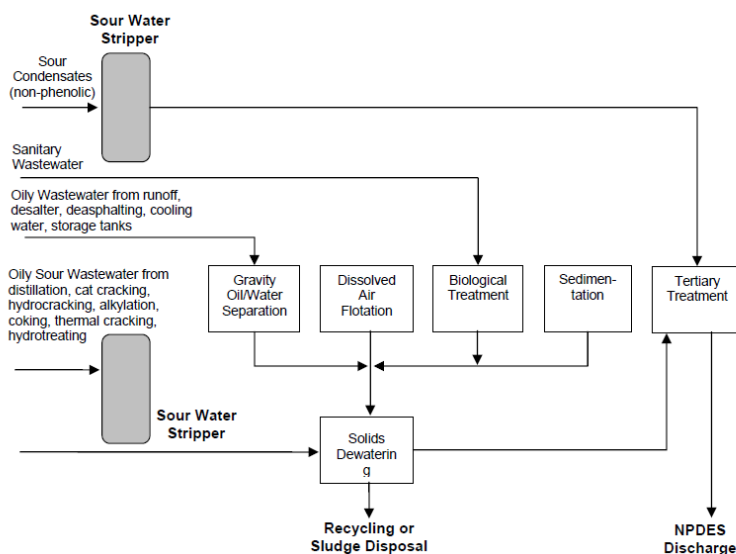 Sour Water
Stripper
Sour
Condensates
(non-phenolic)
Sanitary
Wastewater
Oily Wastewater from runoff,
desalter, deasphalting, cooling
water, storage tanks
Oily Sour Wastewater from
distillation, cat cracking,
hydrocracking, alkylation,
coking, thermal cracking,
hydrotreating
Gravity
Oil/Water
Separation
Dissolved
Air
Flotation
Biological
Treatment
Sedimen-
tation
Tertiary
Treatment
Sour Water
Stripper
Solids
Dewaterin
g
Recycling or
Sludge Disposal
NPDES
Discharge